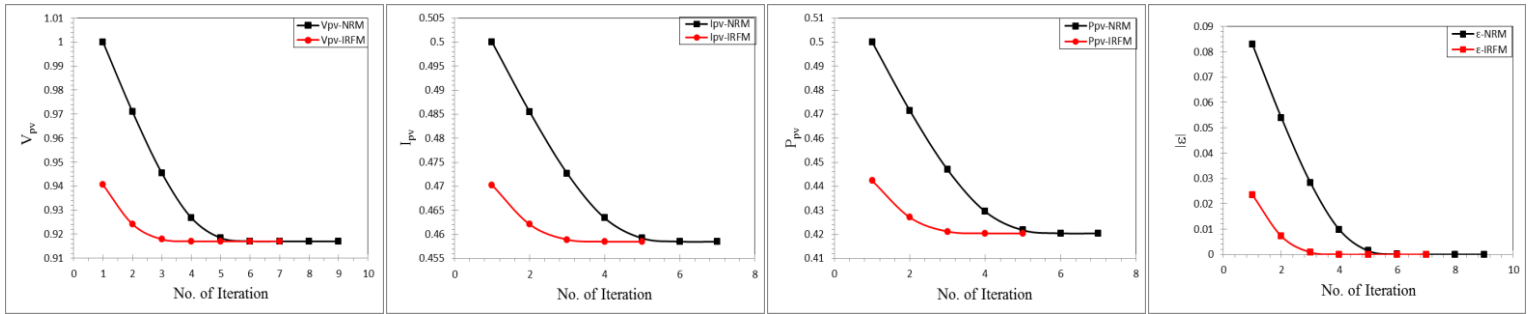 1.01
1
0.99
0.98
0.97
0.96
0.95
0.94
0.93
0.92
0.91
0 1 2 3 4 5 6 7 8 9 10
V_pv
No. of Iteration
Vpv-NRM
Vpv-IRFM
0.505
0.5
0.495
0.49
0.485
0.48
0.475
0.47
0.465
0.46
0.455
0 2 4 6 8
I_pv
No. of Iteration
Ipv-NRM
Ipv-IRFM
0.51
0.5
0.49
0.48
0.47
0.46
0.45
0.44
0.43
0.42
0.41
0 2 4 6 8
P_pv
No. of Iteration
Ppv-NRM
Ppv-IRFM
0.09
0.08
0.07
0.06
0.05
0.04
0.03
0.02
0.01
0
0 2 4 6 8 10
|ε|
No. of Iteration
ε-NRM
ε-IRFM